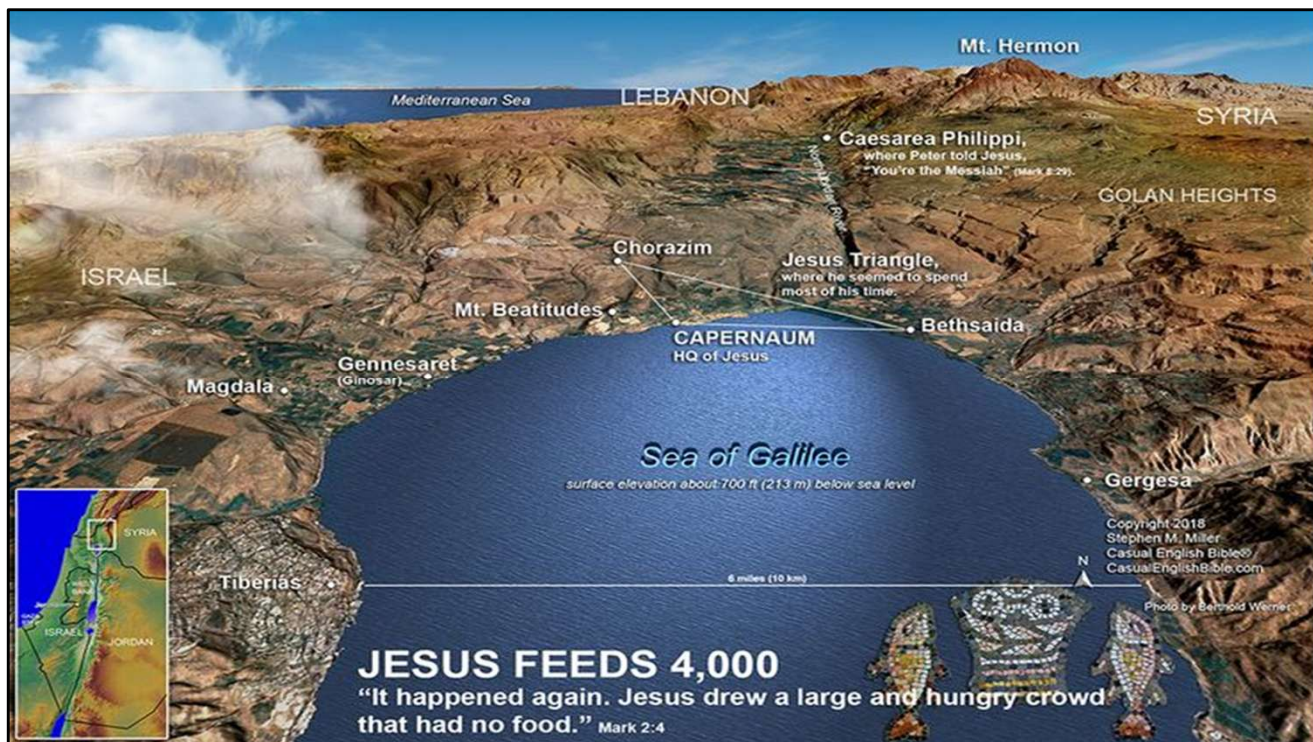 Mt. Hermon
Mediterranean Sea
LEBANON
SYRIA
Caesarea Philippi,
where Peter told Jesus,
"You're the Messiah" (Mark 8:29).
GOLAN HEIGHTS
Chorazim
ISRAEL
Jesus Triangle,
where he seemed to spend
most of his time.
Mt. Beatitudes
CAPERNAUM
HQ of Jesus
Bethsaida
Gennesaret
(Ginosar)
Magdala
Sea of Galilee
surface elevation about 700 ft (213 m) below sea level
Gergesa
Copyright 2018
Stephen M. Miller
Casual English Bible®
CasualEnglishBible.com
N
Tiberias
6 miles (10 km)
Photo by Berthold Werner
SYRIA
WEST
BANK
ISRAEL
JORDAN
JESUS FEEDS 4,000
"It happened again. Jesus drew a large and hungry crowd
that had no food." Mark 2:4